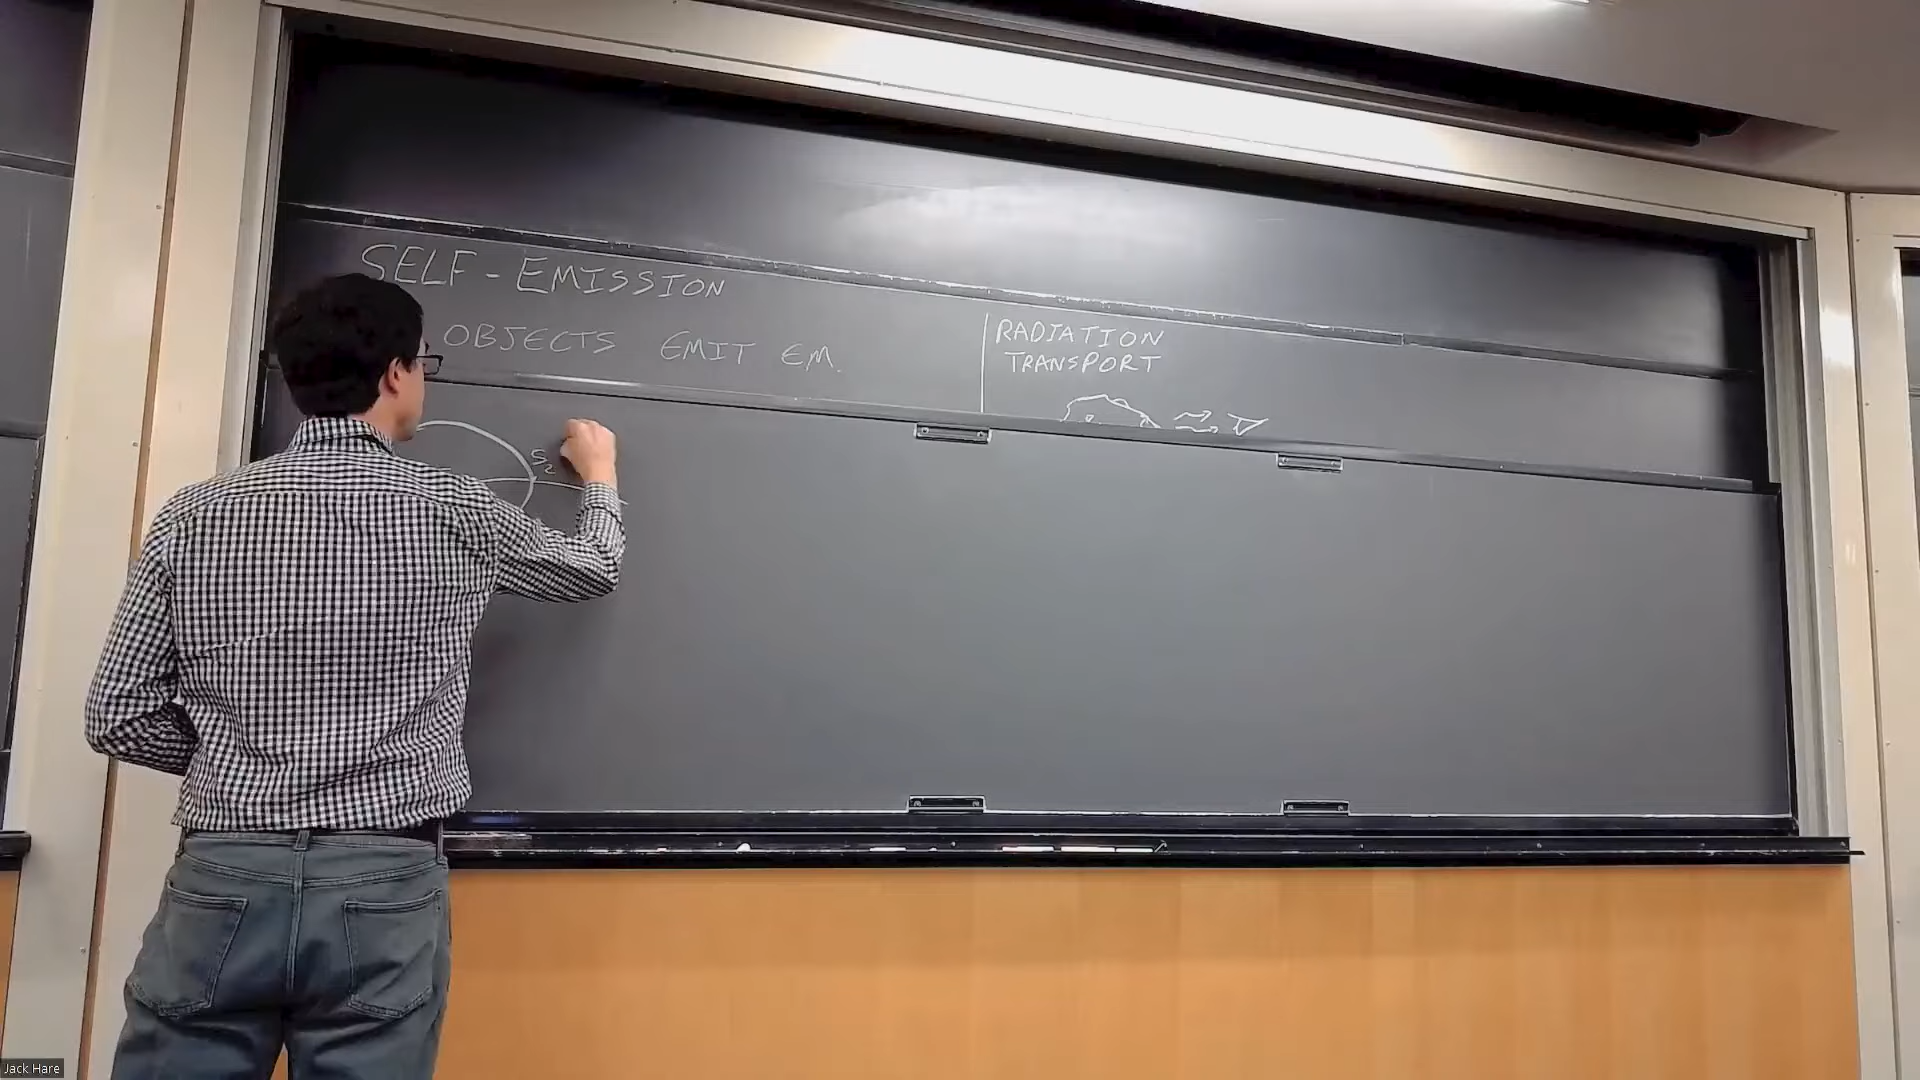 SELF-EMISSION
OBJECTS EMIT EM.
RADIATION
TRANSPORT
S2
Jack Hare